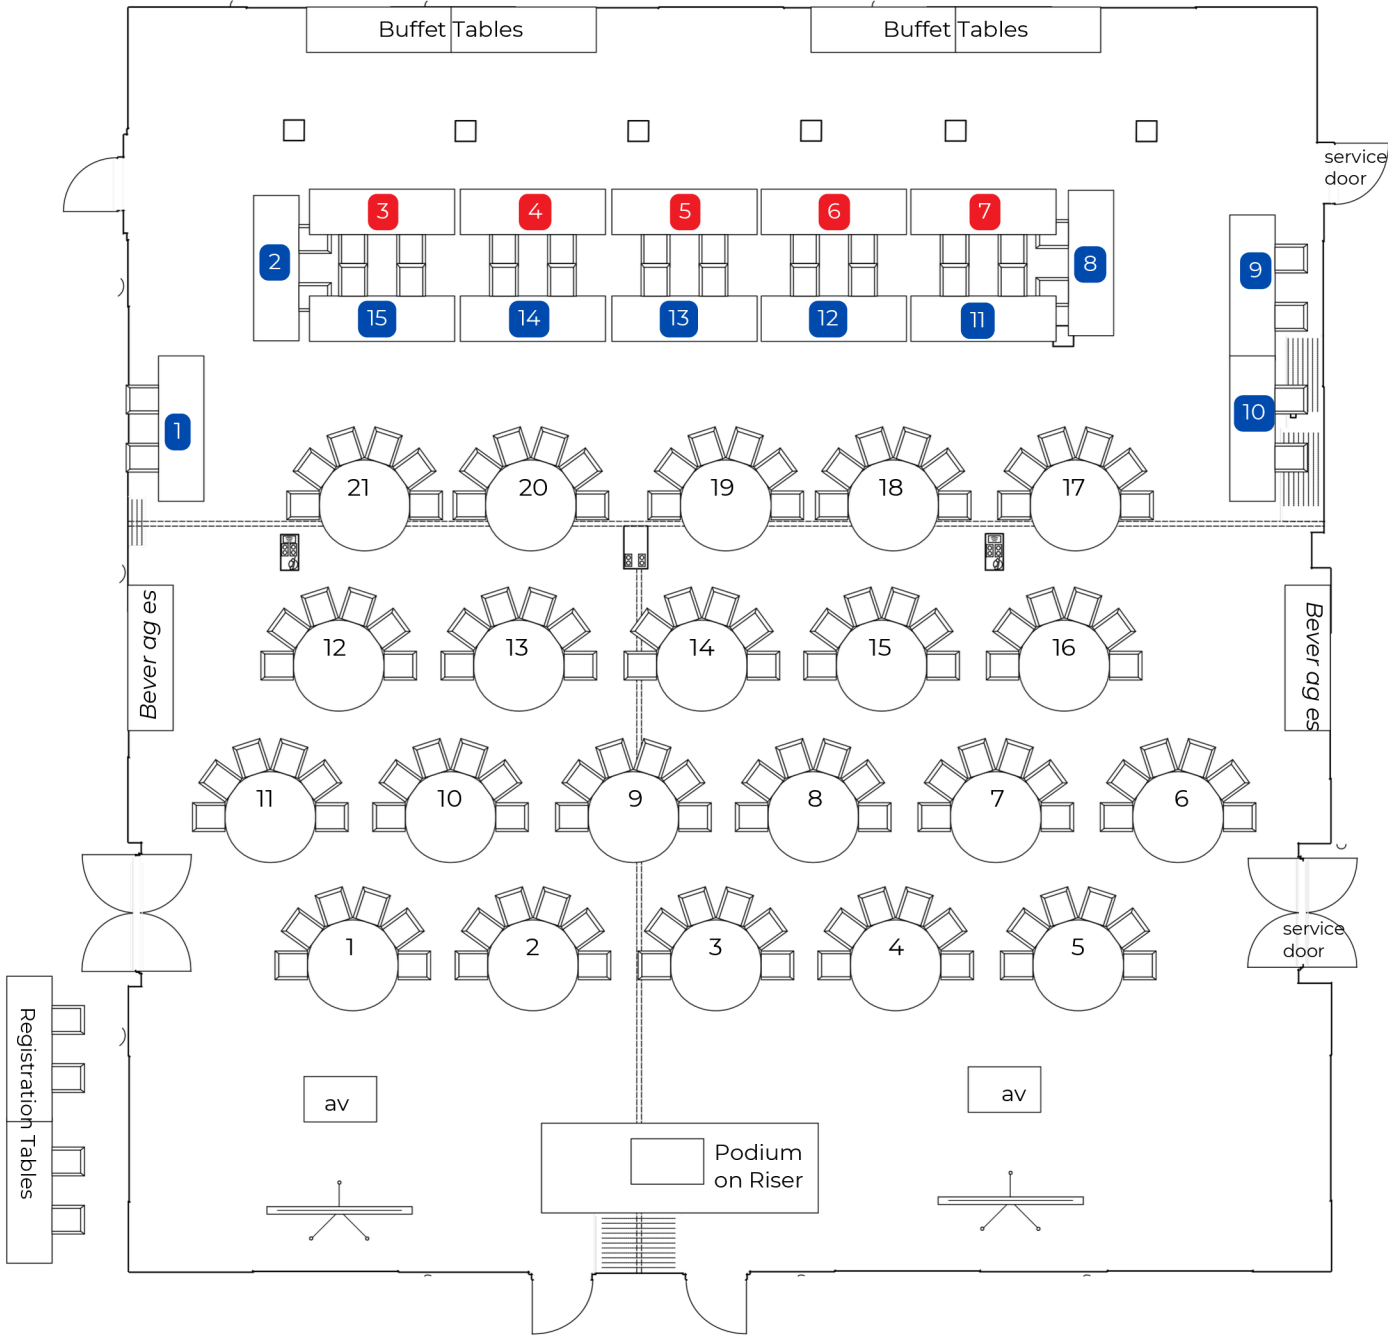 Buffet Tables
Buffet Tables
service
door
3
4
5
6
7
2
8
9
15
14
13
12
11
10
1
21
20
19
18
17
Bever ag es
12
13
14
15
16
Bever ag es
11
10
9
8
7
6
service
door
1
2
3
4
5
Registration Tables
av
av
Podium
on Riser